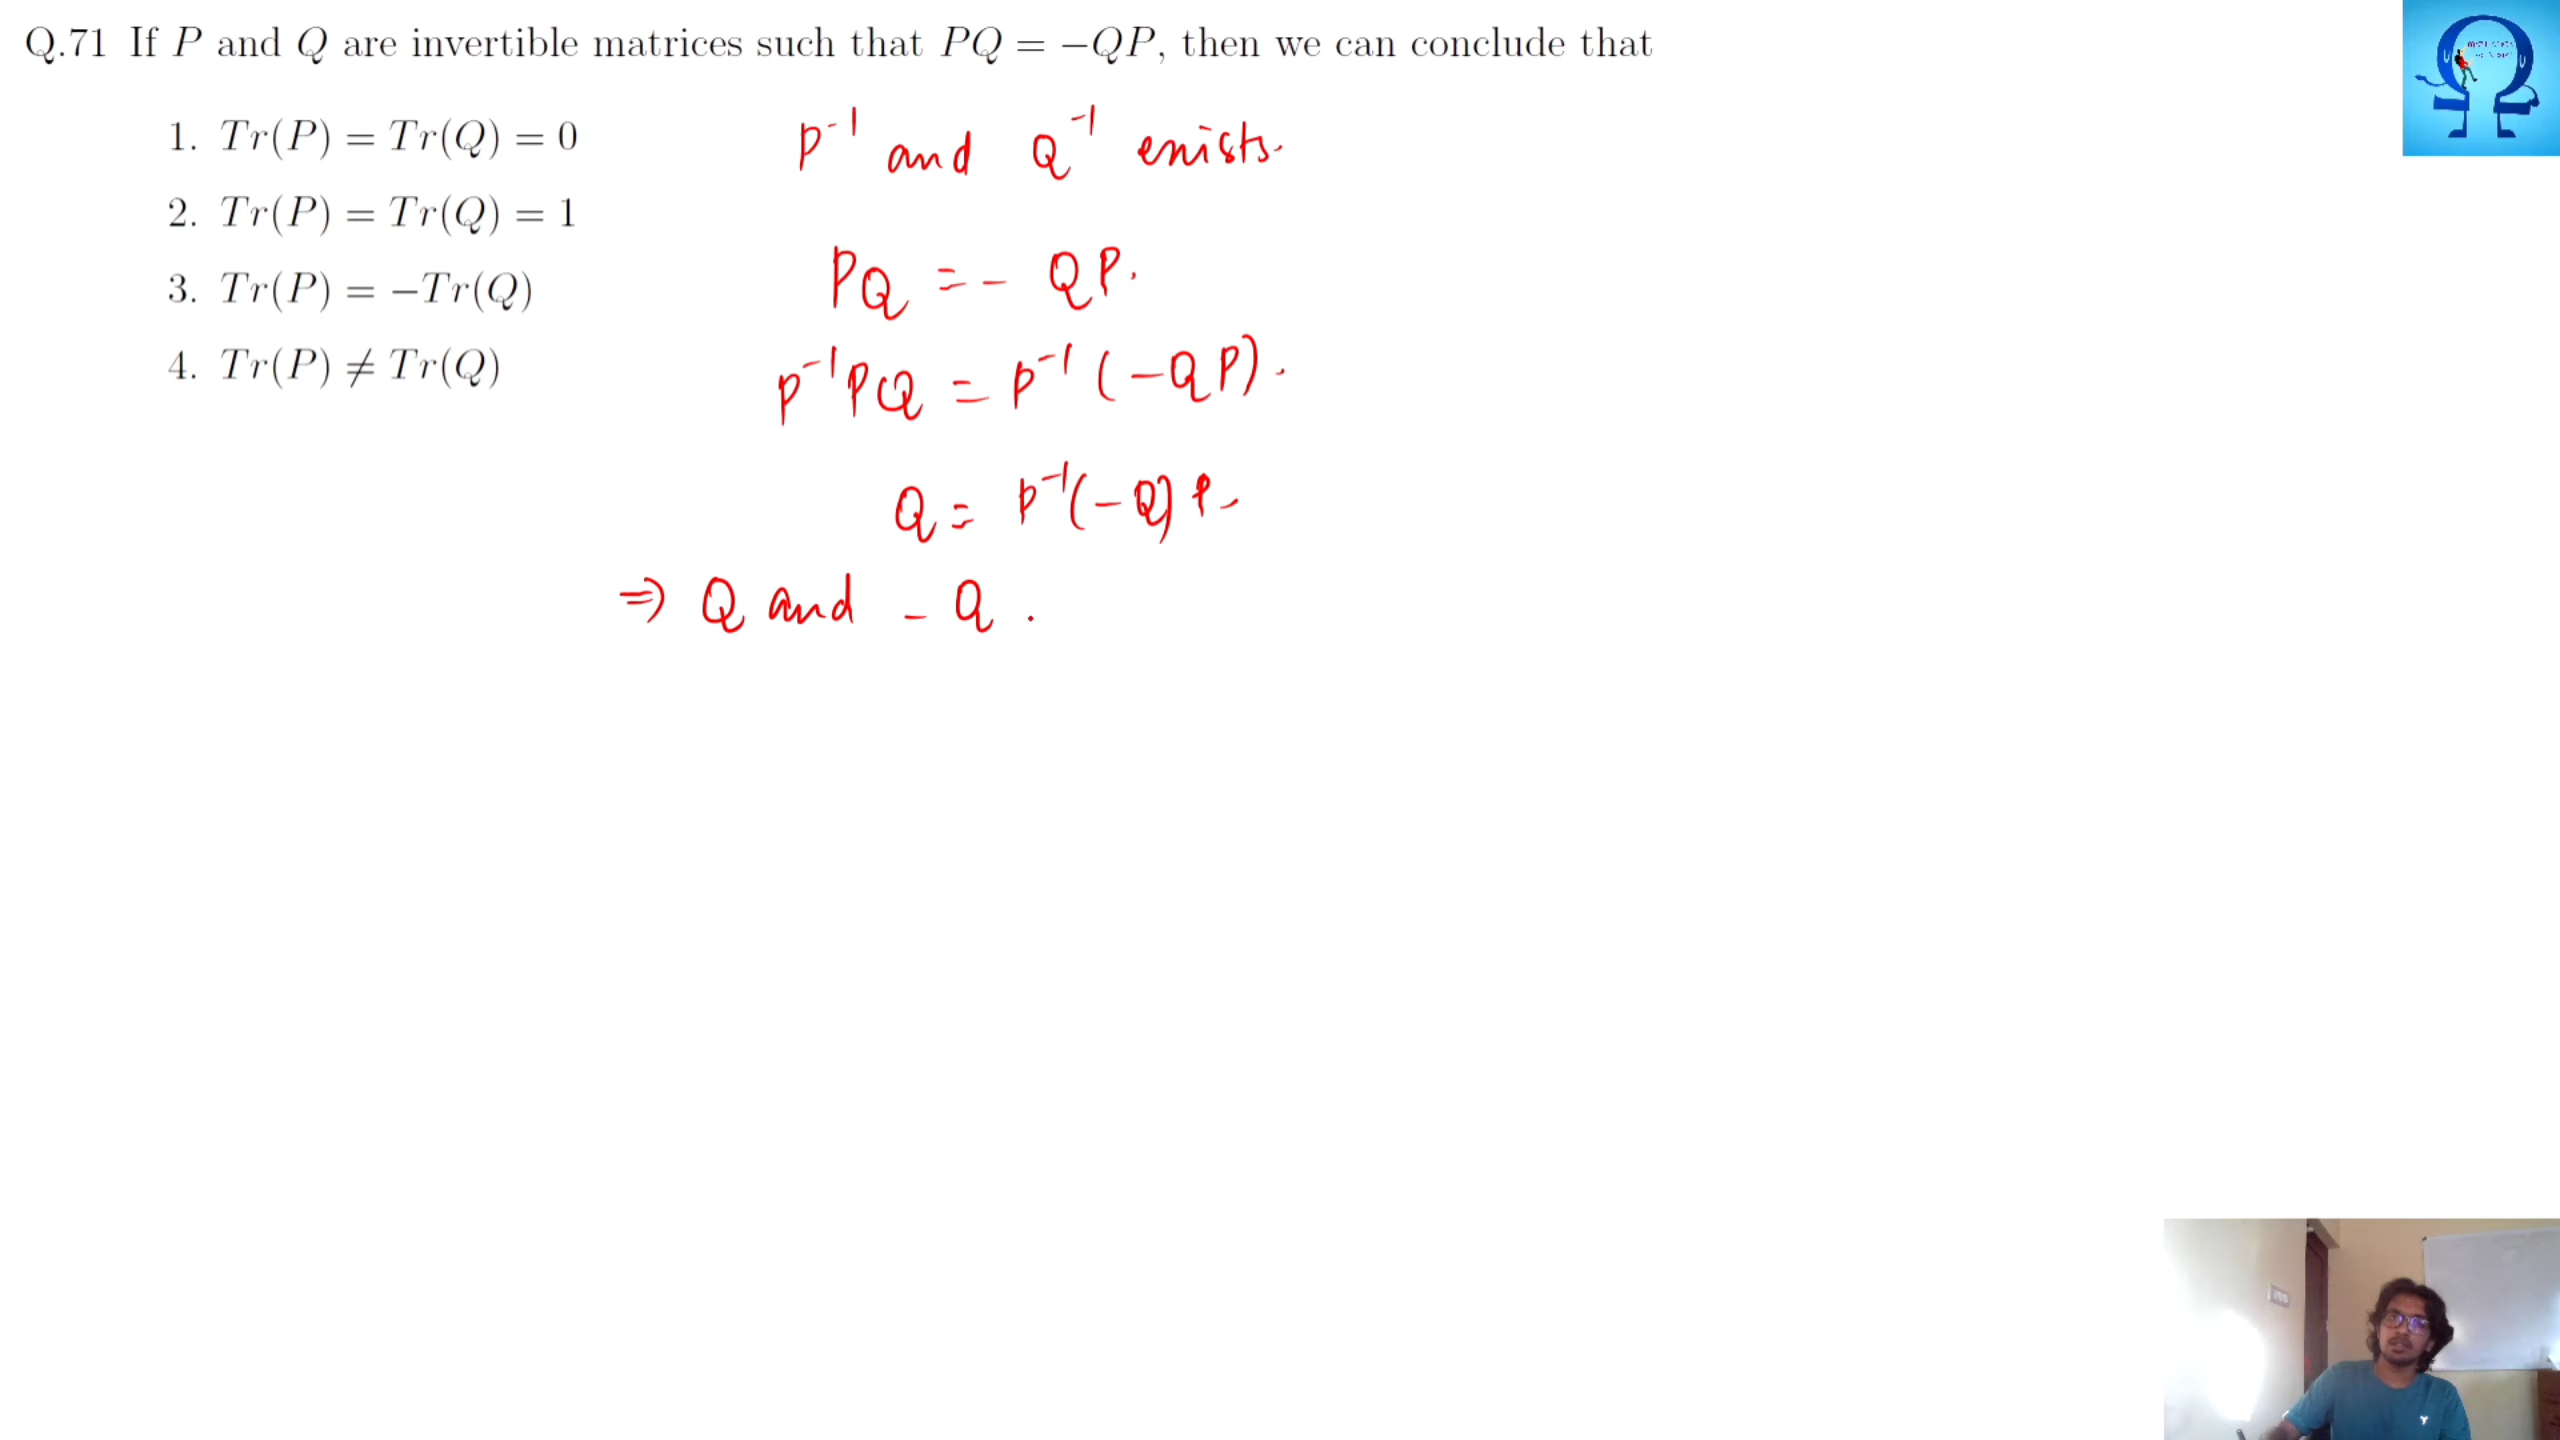 Q.71 If P and Q are invertible matrices such that PQ = −QP, then we can conclude that
1. Tr(P) = Tr(Q) = 0
2. Tr(P) = Tr(Q) = 1
3. Tr(P) = −Tr(Q)
4. Tr(P) ≠ Tr(Q)
P⁻¹ and Q⁻¹ exists.
PQ = − QP.
P⁻¹PQ = P⁻¹(−QP).
Q = P⁻¹(−Q)P.
⇒ Q and − Q .